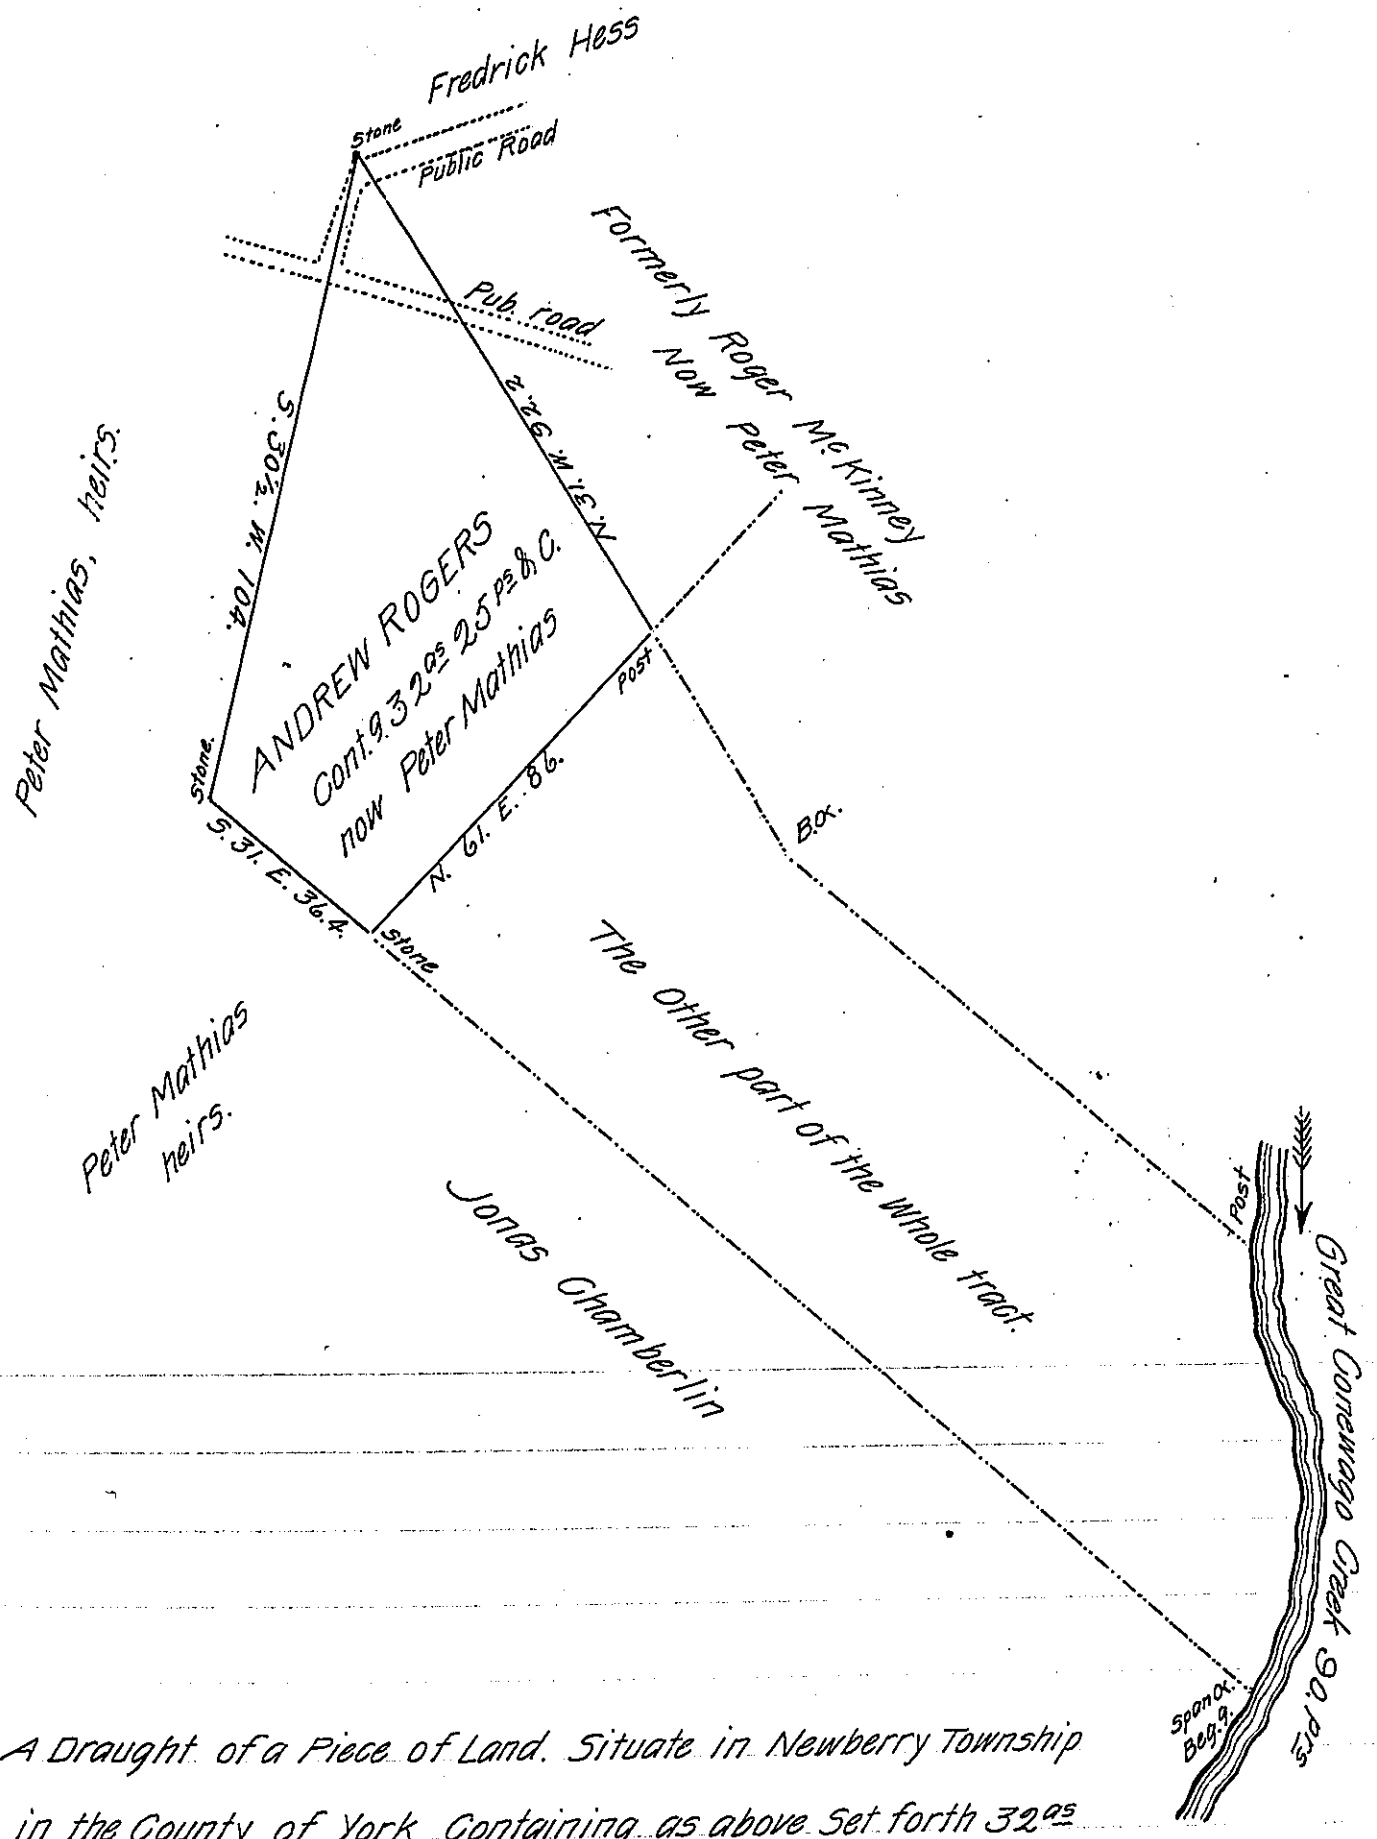 Fredrick Hess
Stone
Public Road
Formerly Roger McKinney
Now Peter Mathias
Pub. road
S. 30½. W. 104.
N. 31. W. 92.2
Peter Mathias, heirs.
ANDREW ROGERS
Cont.g. 32as 25ps & C.
now Peter Mathias
Post
Stone.
N. 61. E. 86.
S. 31. E. 36.4.
Stone
B.o.
The Other part of the Whole tract.
Peter Mathias
heirs.
Jonas Chamberlin
Post
Great Conewago Creek 90. prs
Span o.
Beg.g.
A Draught of a Piece of Land. Situate in Newberry Township
in the County of York Containing as above Set forth 32as